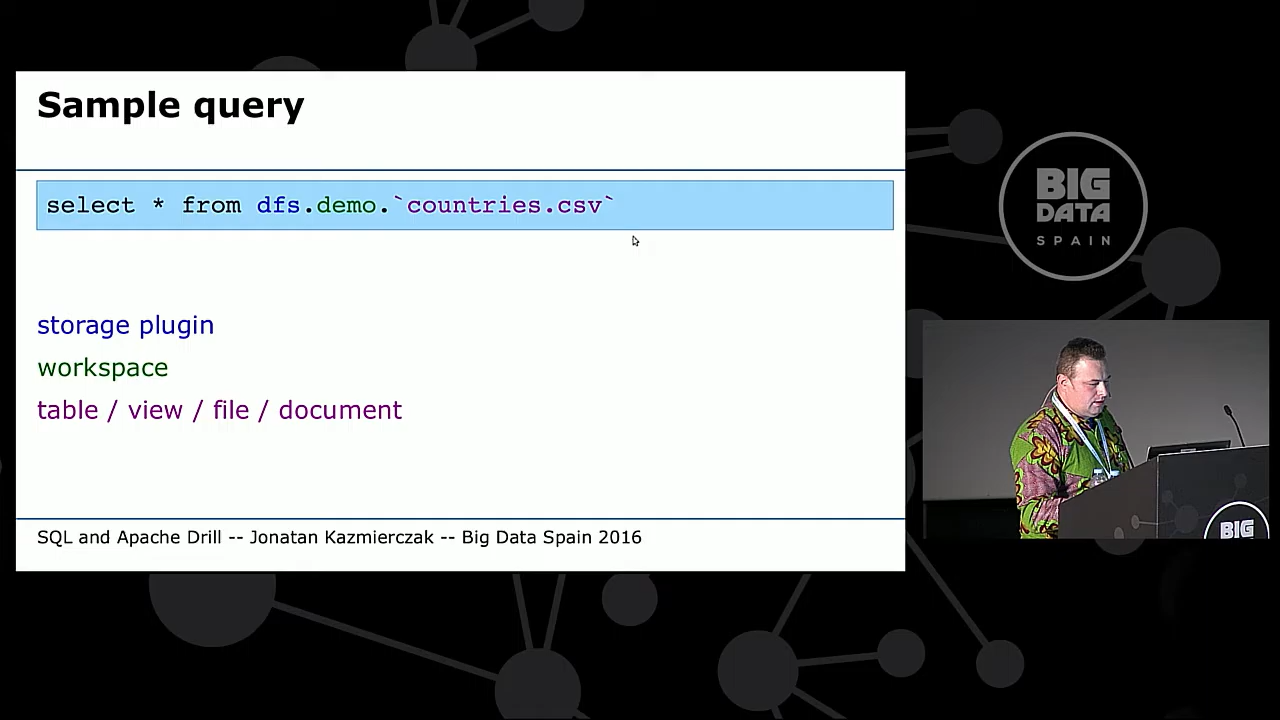 Sample query
select * from dfs.demo.`countries.csv`
storage plugin
workspace
table / view / file / document
SQL and Apache Drill -- Jonatan Kazmierczak -- Big Data Spain 2016
BIG
DATA
SPAIN
BIG